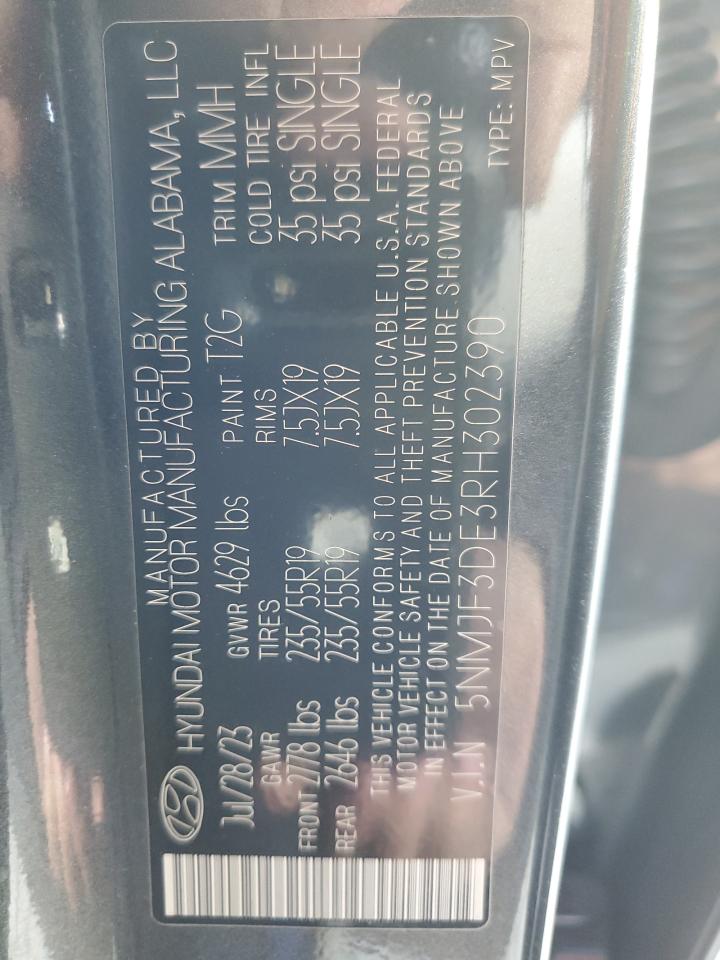 MANUFACTURED BY
HYUNDAI MOTOR MANUFACTURING ALABAMA, LLC
Jul/28/23 GVWR 4629 lbs PAINT T2G TRIM MMH
GAWR TIRES RIMS COLD TIRE INFL
FRONT 2778 lbs 235/55R19 7.5JX19 35 psi SINGLE
REAR 2646 lbs 235/55R19 7.5JX19 35 psi SINGLE
THIS VEHICLE CONFORMS TO ALL APPLICABLE U.S.A. FEDERAL
MOTOR VEHICLE SAFETY AND THEFT PREVENTION STANDARDS
IN EFFECT ON THE DATE OF MANUFACTURE SHOWN ABOVE
V.I.N 5NMJF3DE3RH302390 TYPE: MPV